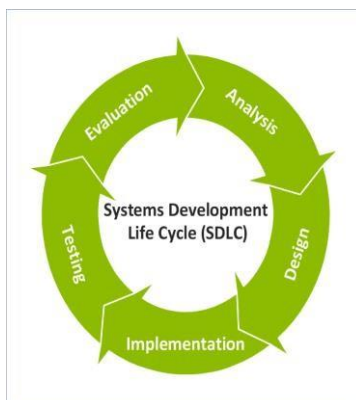 Evaluation
Analysis
Systems Development
Life Cycle (SDLC)
Testing
Design
Implementation